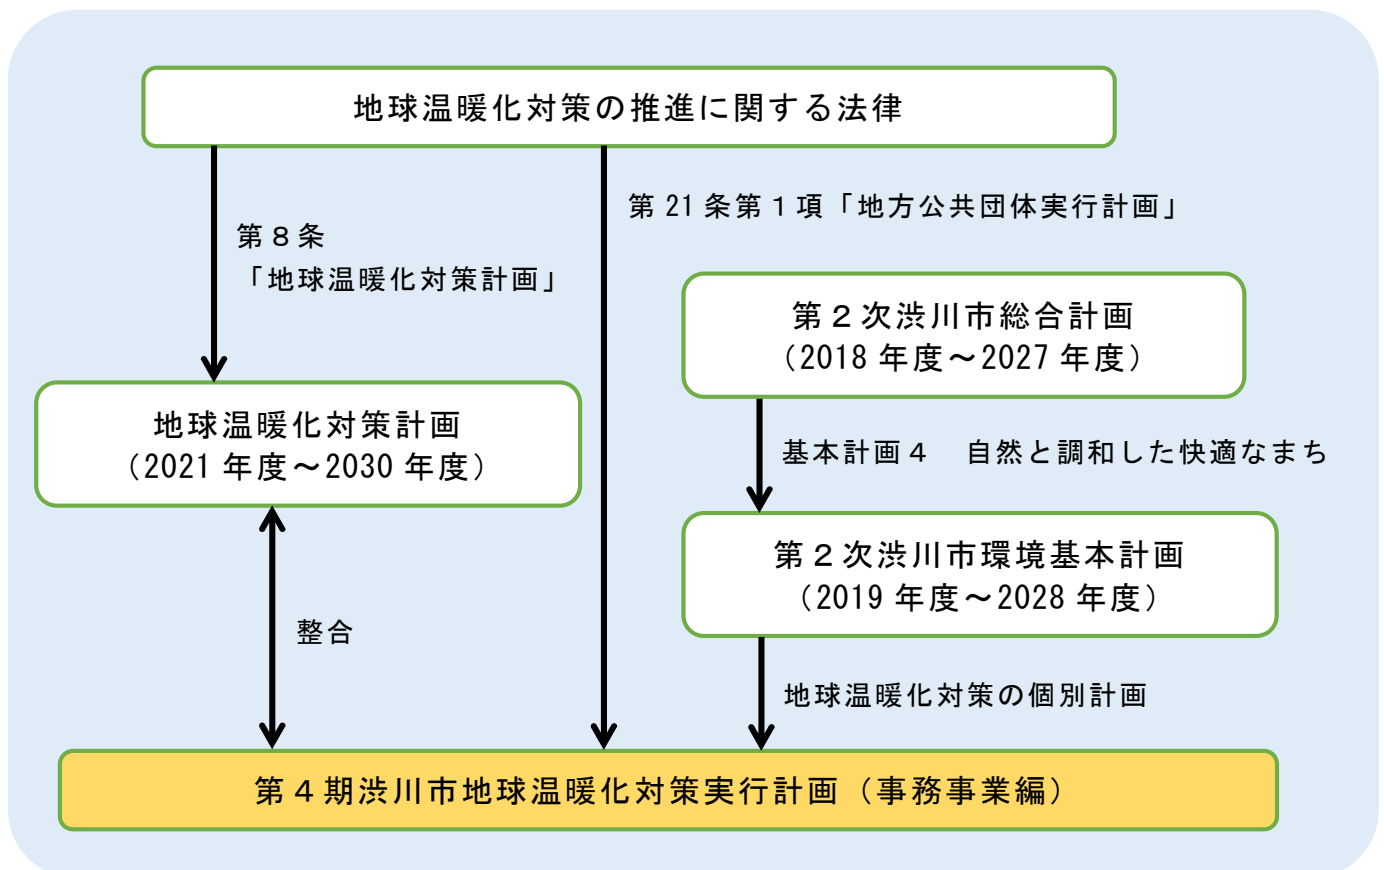 地球温暖化対策の推進に関する法律
第８条
「地球温暖化対策計画」
第 21 条第１項「地方公共団体実行計画」
第２次渋川市総合計画
（2018 年度～2027 年度）
地球温暖化対策計画
（2021 年度～2030 年度）
基本計画４　自然と調和した快適なまち
第２次渋川市環境基本計画
（2019 年度～2028 年度）
整合
地球温暖化対策の個別計画
第４期渋川市地球温暖化対策実行計画（事務事業編）